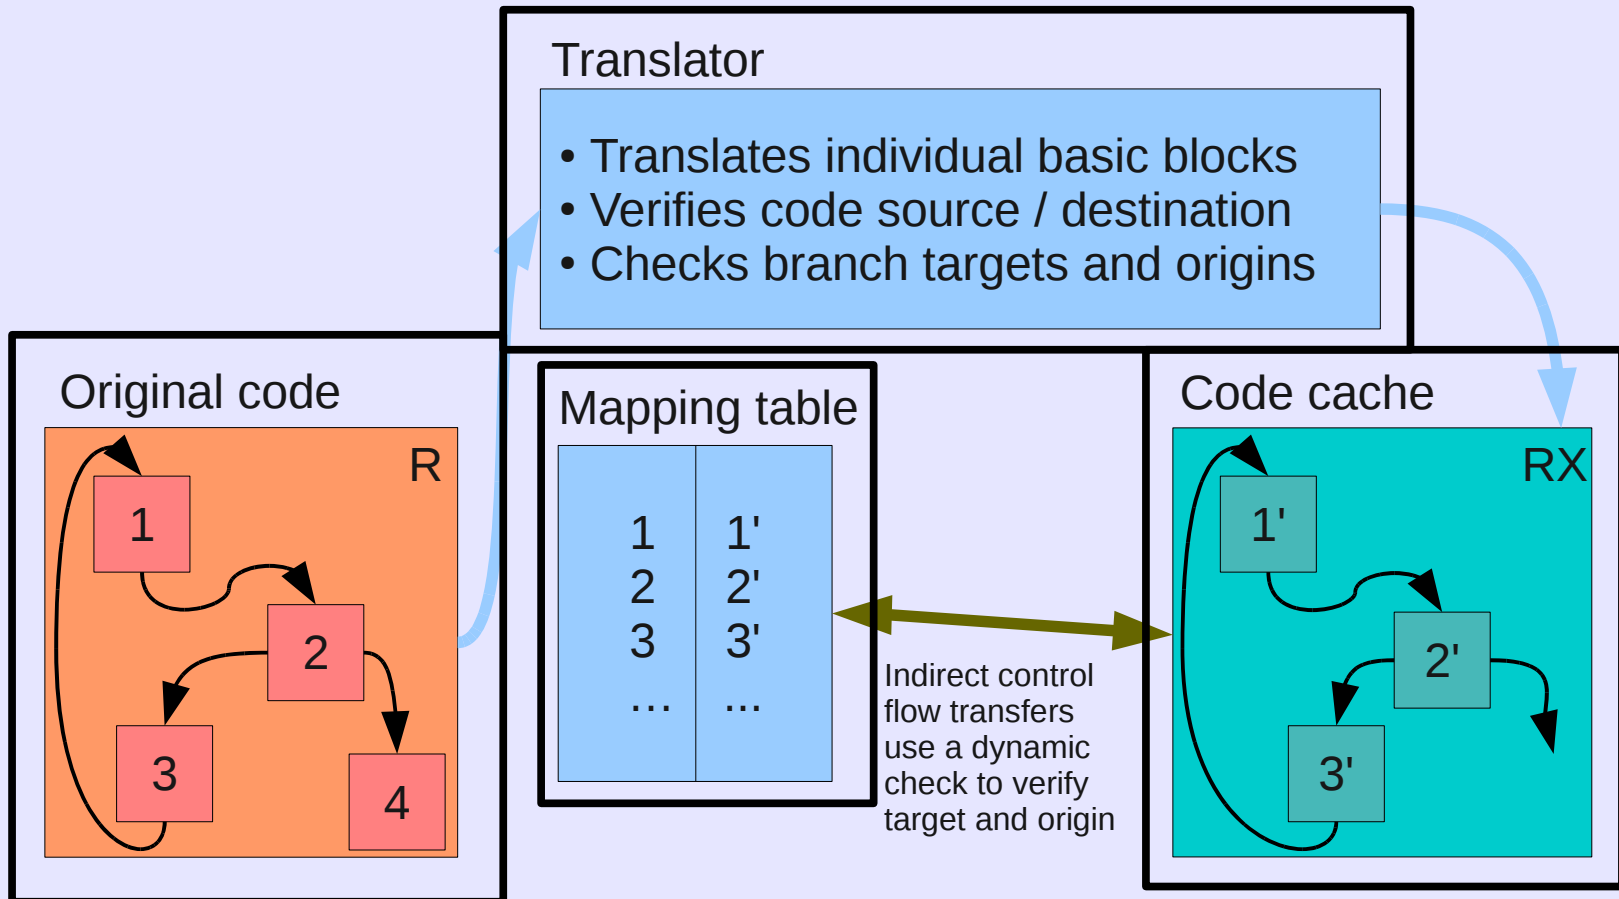 Translator
• Translates individual basic blocks
• Verifies code source / destination
• Checks branch targets and origins
Original code
R
1
2
3
4
Mapping table
1 1'
2 2'
3 3'
... ...
Indirect control
flow transfers
use a dynamic
check to verify
target and origin
Code cache
RX
1'
2'
3'